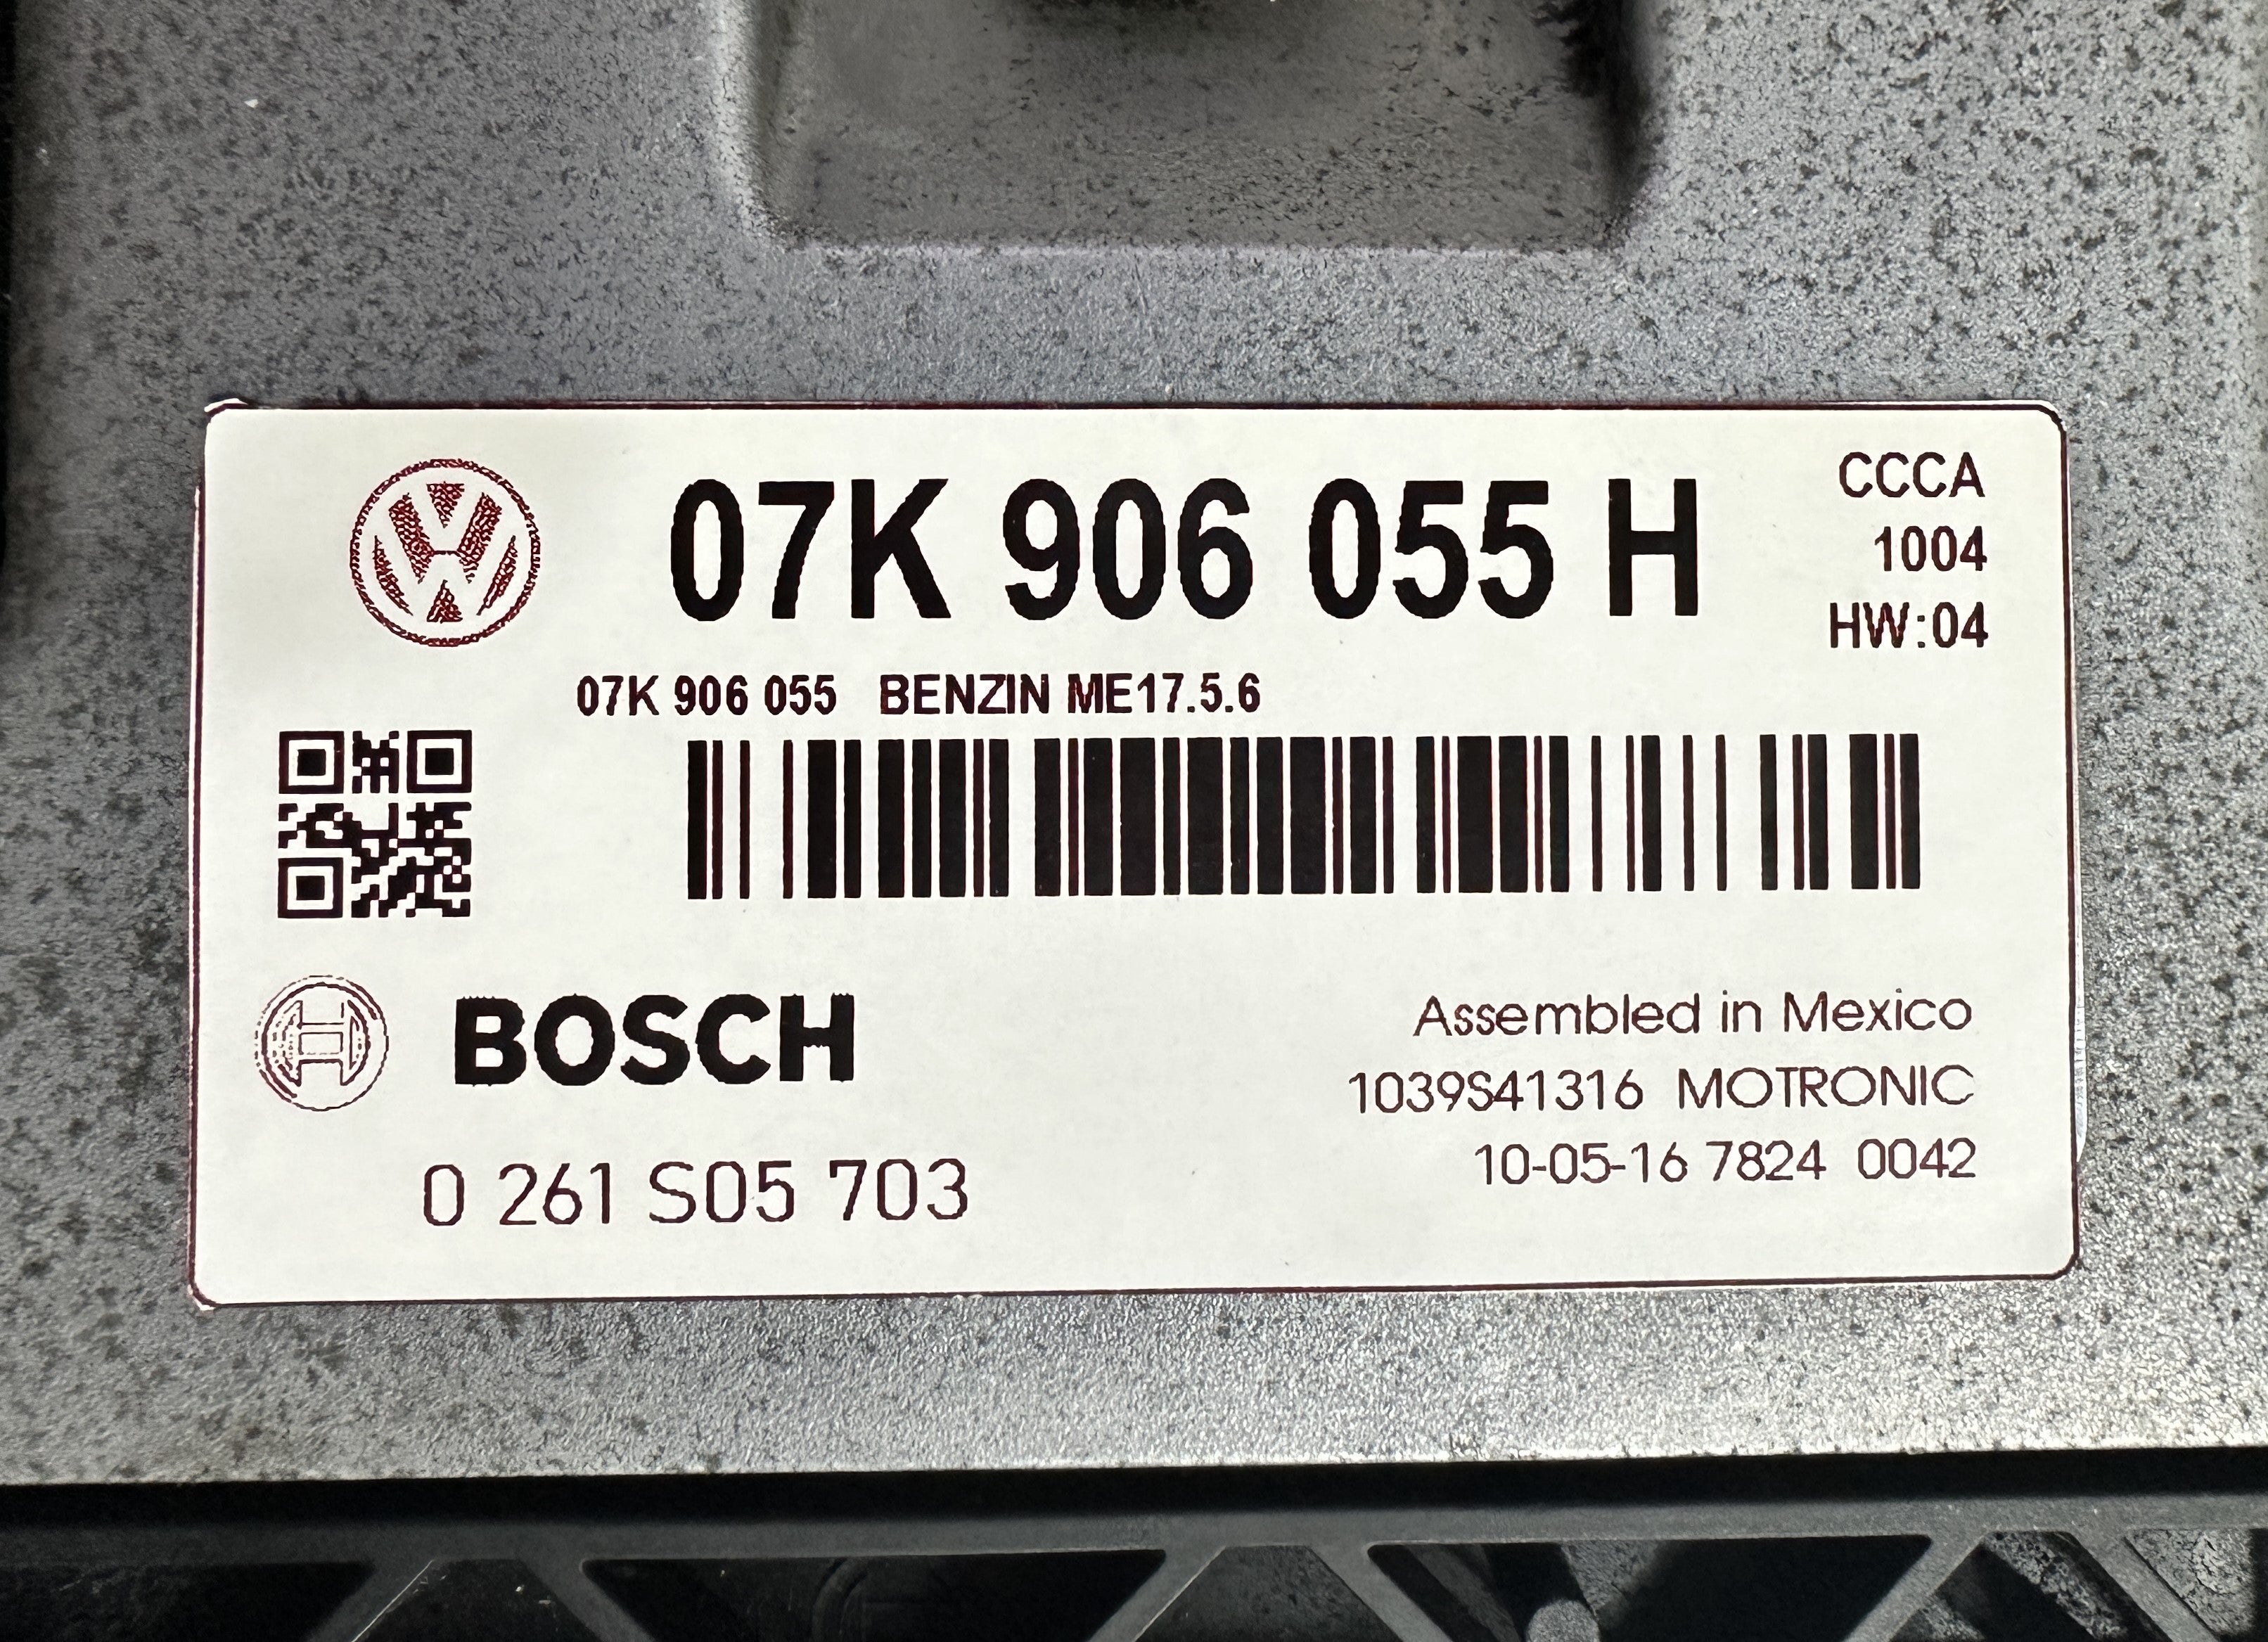 07K 906 055 H
CCCA
1004
HW:04
07K 906 055 BENZIN ME17.5.6
BOSCH
Assembled in Mexico
1039S41316 MOTRONIC
0 261 S05 703
10-05-16 7824 0042